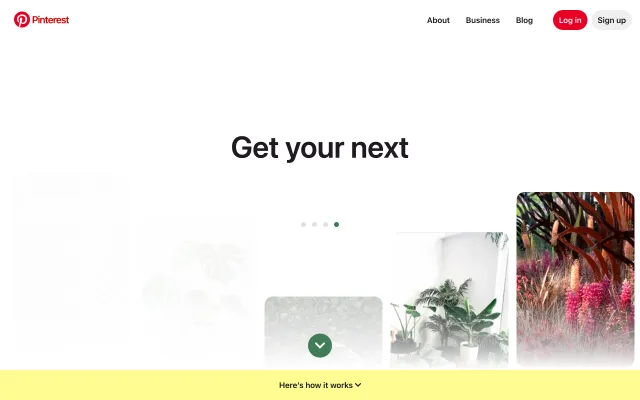 Pinterest
About
Business
Blog
Log in
Sign up
Get your next
Here's how it works